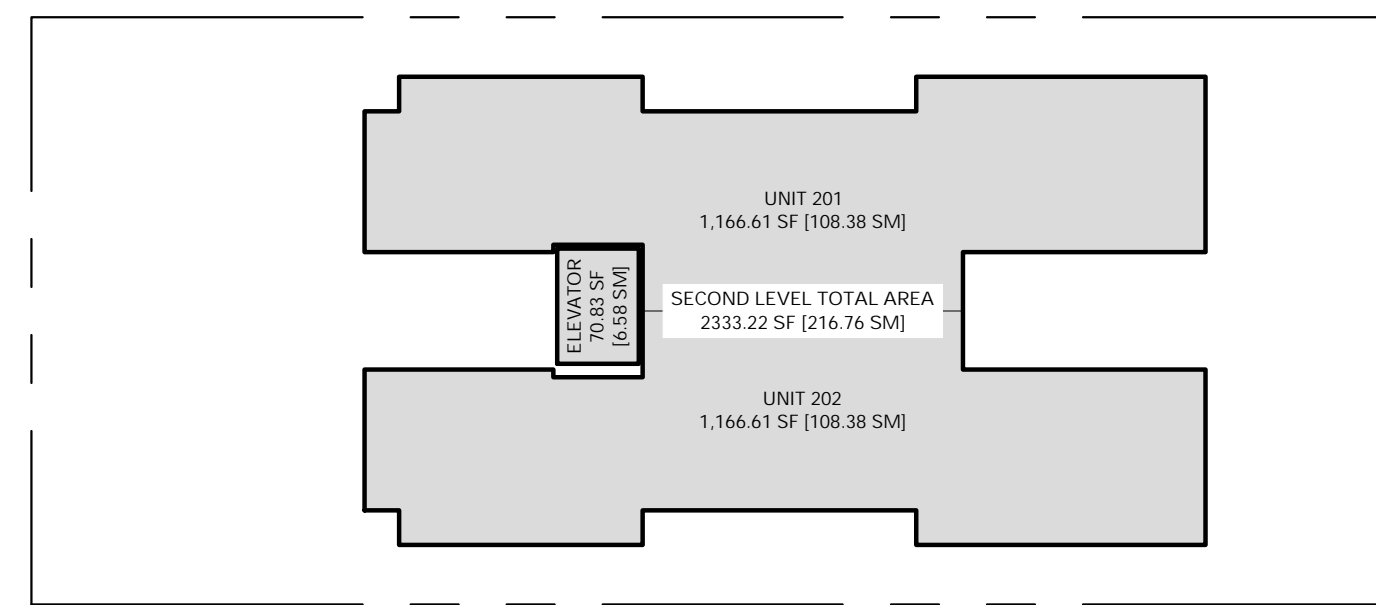 UNIT 201
1,166.61 SF [108.38 SM]
ELEVATOR
70.83 SF
[6.58 SM]
SECOND LEVEL TOTAL AREA
2333.22 SF [216.76 SM]
UNIT 202
1,166.61 SF [108.38 SM]